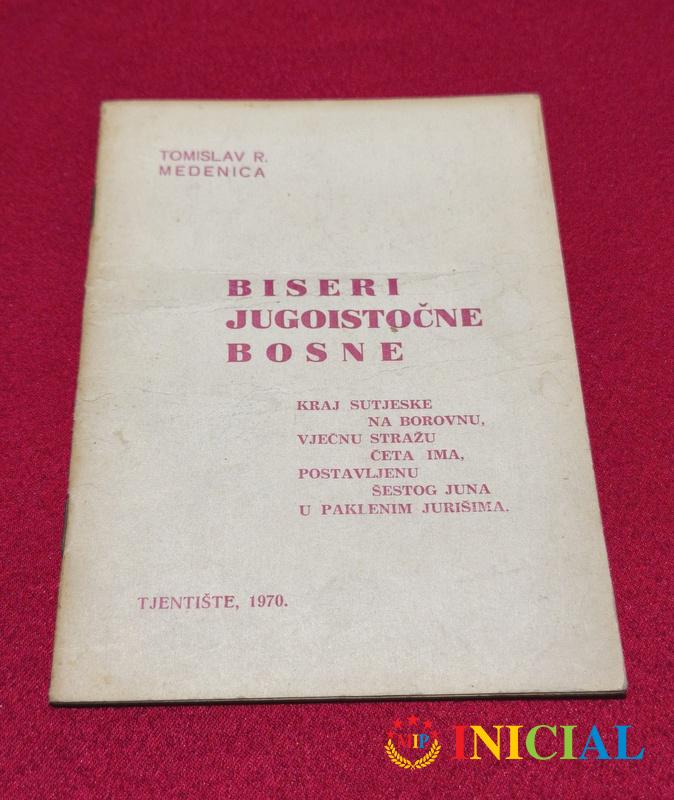 TOMISLAV R.
MEDENICA
BISERI
JUGOISTOČNE
BOSNE
KRAJ SUTJESKE
NA BOROVNU,
VJEČNU STRAŽU
ČETA IMA,
POSTAVLJENU
ŠESTOG JUNA
U PAKLENIM JURIŠIMA.
TJENTIŠTE, 1970.
NIP INICIAL